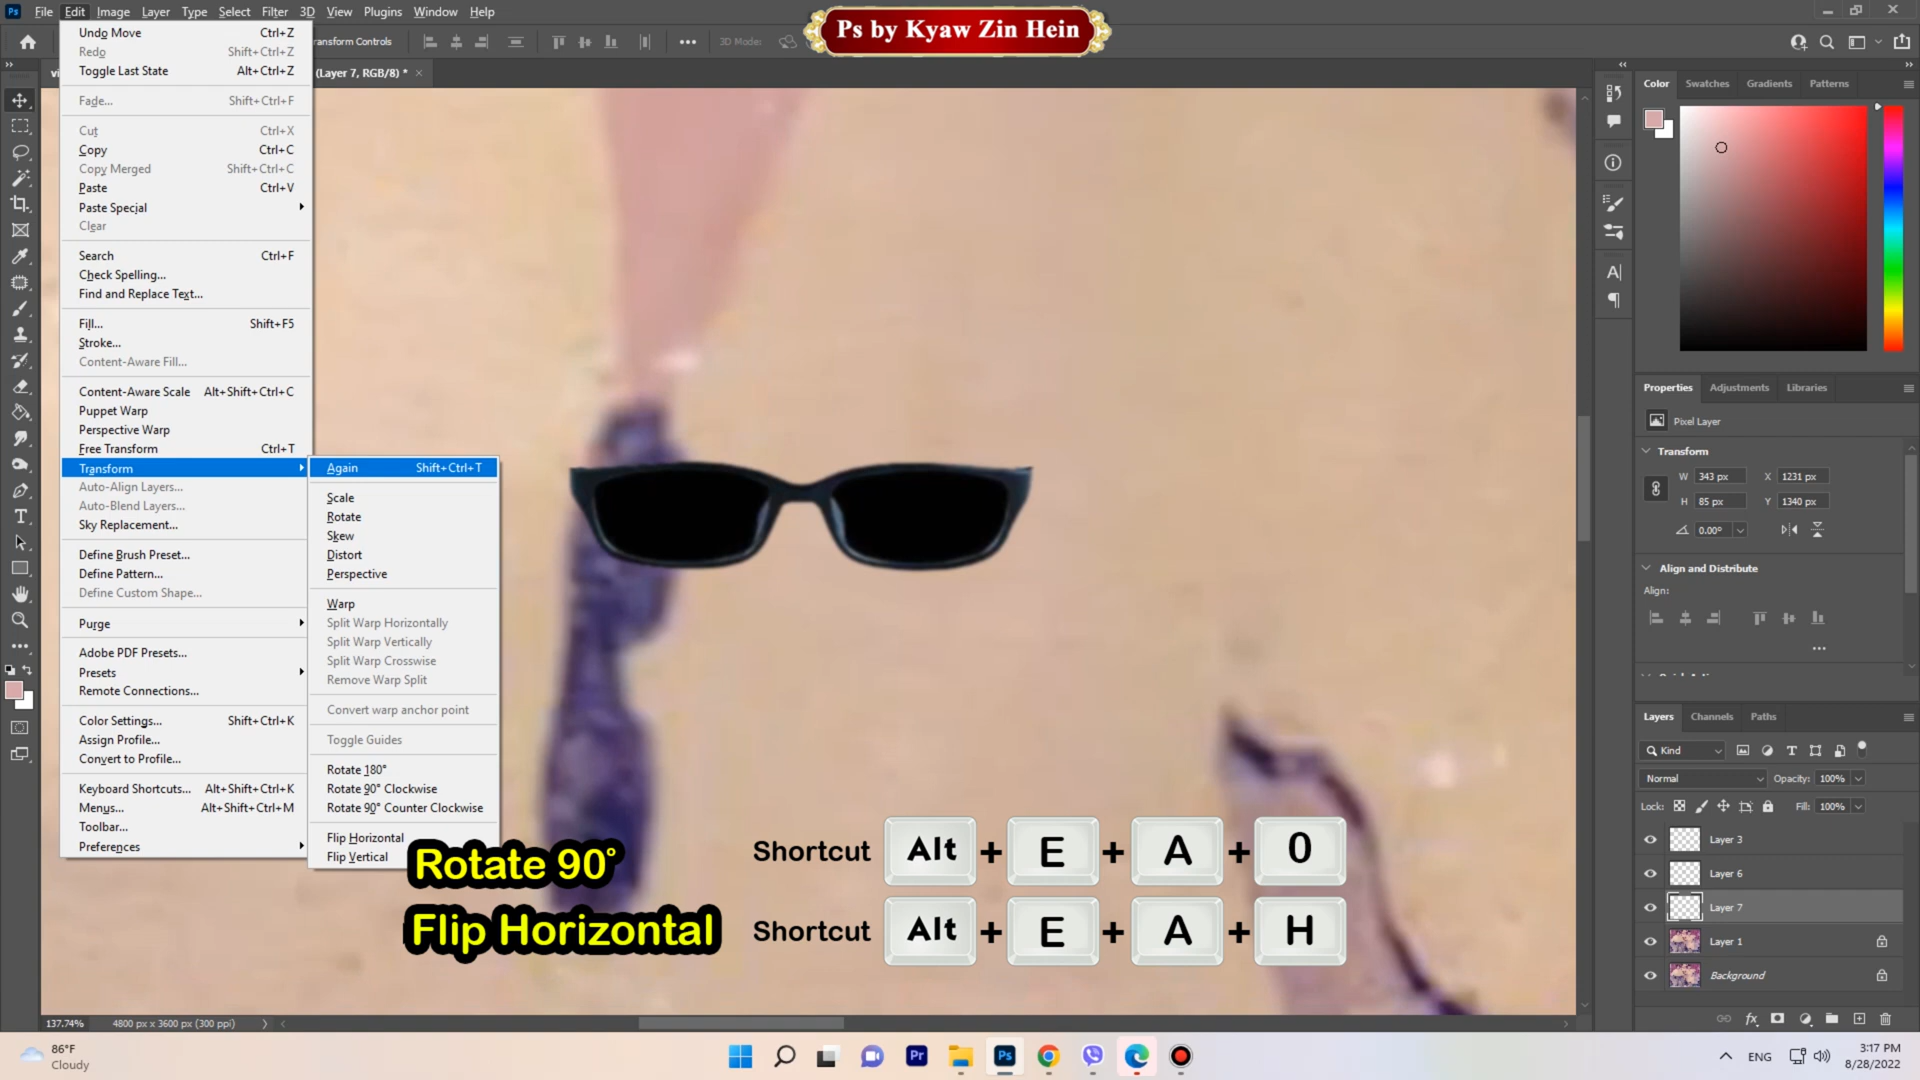 File Edit Image Layer Type Select Filter 3D View Plugins Window Help
Ps by Kyaw Zin Hein
ransform Controls
3D Mode:
(Layer 7, RGB/8) *
Undo Move Ctrl+Z
Redo Shift+Ctrl+Z
Toggle Last State Alt+Ctrl+Z
Fade... Shift+Ctrl+F
Cut Ctrl+X
Copy Ctrl+C
Copy Merged Shift+Ctrl+C
Paste Ctrl+V
Paste Special
Clear
Search Ctrl+F
Check Spelling...
Find and Replace Text...
Fill... Shift+F5
Stroke...
Content-Aware Fill...
Content-Aware Scale Alt+Shift+Ctrl+C
Puppet Warp
Perspective Warp
Free Transform Ctrl+T
Transform
Auto-Align Layers...
Auto-Blend Layers...
Sky Replacement...
Define Brush Preset...
Define Pattern...
Define Custom Shape...
Purge
Adobe PDF Presets...
Presets
Remote Connections...
Color Settings... Shift+Ctrl+K
Assign Profile...
Convert to Profile...
Keyboard Shortcuts... Alt+Shift+Ctrl+K
Menus... Alt+Shift+Ctrl+M
Toolbar...
Preferences
Again Shift+Ctrl+T
Scale
Rotate
Skew
Distort
Perspective
Warp
Split Warp Horizontally
Split Warp Vertically
Split Warp Crosswise
Remove Warp Split
Convert warp anchor point
Toggle Guides
Rotate 180°
Rotate 90° Clockwise
Rotate 90° Counter Clockwise
Flip Horizontal
Flip Vertical
Rotate 90° Shortcut Alt + E + A + 0
Flip Horizontal Shortcut Alt + E + A + H
Color Swatches Gradients Patterns
Properties Adjustments Libraries
Pixel Layer
Transform
W 343 px X 1231 px
H 85 px Y 1340 px
0.00°
Align and Distribute
Align:
Layers Channels Paths
Kind
Normal Opacity: 100%
Lock: Fill: 100%
Layer 3
Layer 6
Layer 7
Layer 1
Background
137.74% 4800 px x 3600 px (300 ppi)
86°F
Cloudy
ENG
3:17 PM
8/28/2022